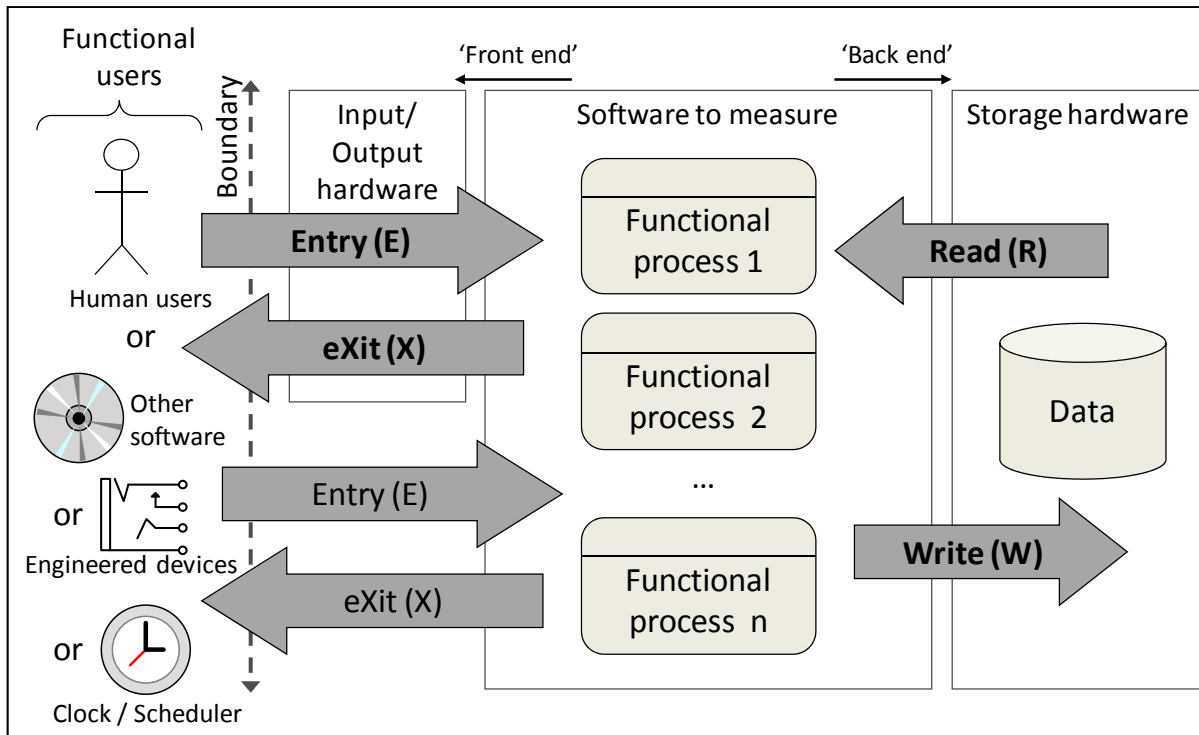 Functional
users
Boundary
‘Front end’
‘Back end’
Input/
Output
hardware
Software to measure
Storage hardware
Entry (E)
Functional
process 1
Read (R)
Human users
or
eXit (X)
Functional
process 2
Data
Other
software
Entry (E)
...
or
Engineered devices
Write (W)
eXit (X)
Functional
process n
or
Clock / Scheduler